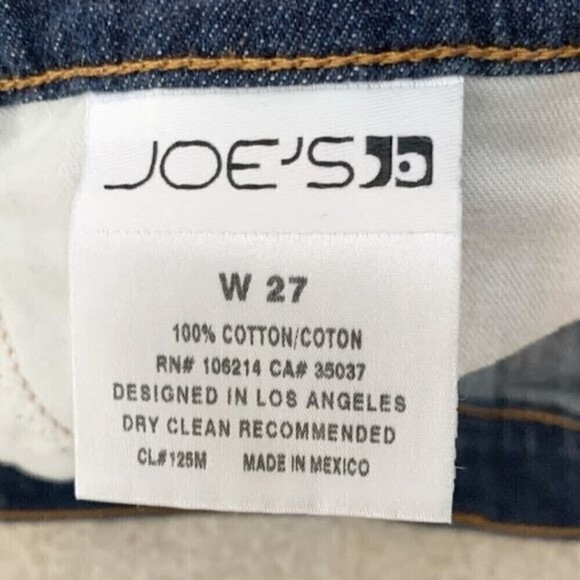 JOE'S
W 27
100% COTTON/COTON
RN# 106214 CA# 35037
DESIGNED IN LOS ANGELES
DRY CLEAN RECOMMENDED
CL#125M MADE IN MEXICO